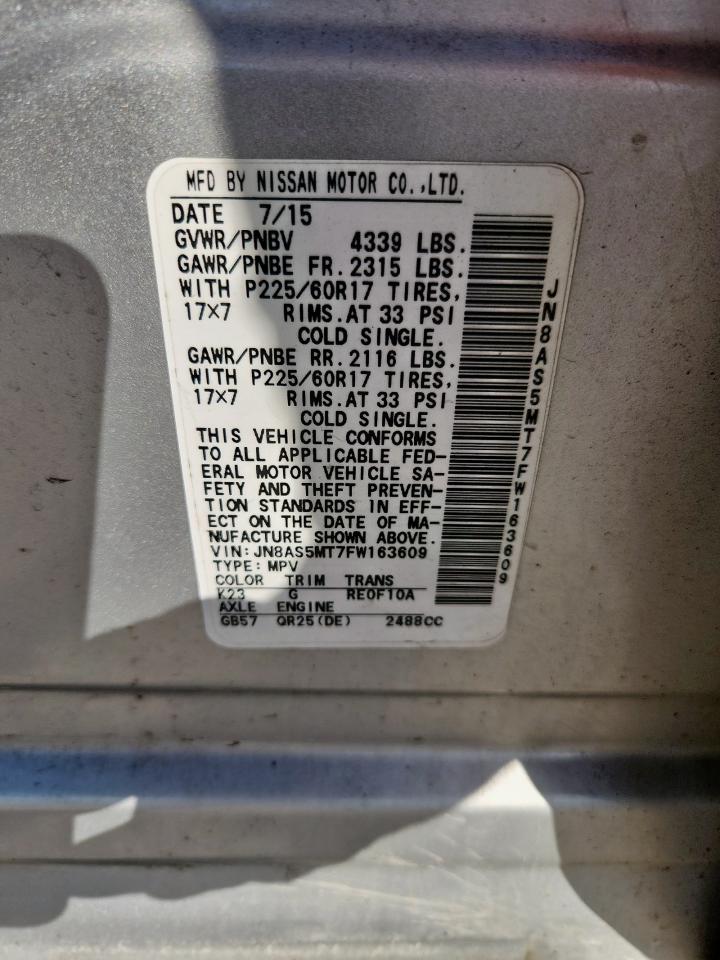 MFD BY NISSAN MOTOR CO.,LTD.
DATE 7/15
GVWR/PNBV 4339 LBS.
GAWR/PNBE FR. 2315 LBS.
WITH P225/60R17 TIRES,
17×7 RIMS.AT 33 PSI
COLD SINGLE.
GAWR/PNBE RR. 2116 LBS.
WITH P225/60R17 TIRES,
17×7 RIMS.AT 33 PSI
COLD SINGLE.
THIS VEHICLE CONFORMS
TO ALL APPLICABLE FED-
ERAL MOTOR VEHICLE SA-
FETY AND THEFT PREVEN-
TION STANDARDS IN EFF-
ECT ON THE DATE OF MA-
NUFACTURE SHOWN ABOVE.
VIN:JN8AS5MT7FW163609
TYPE:MPV
COLOR TRIM TRANS
K23 G RE0F10A
AXLE ENGINE
GB57 QR25(DE) 2488CC
JN8AS5MT7FW163609